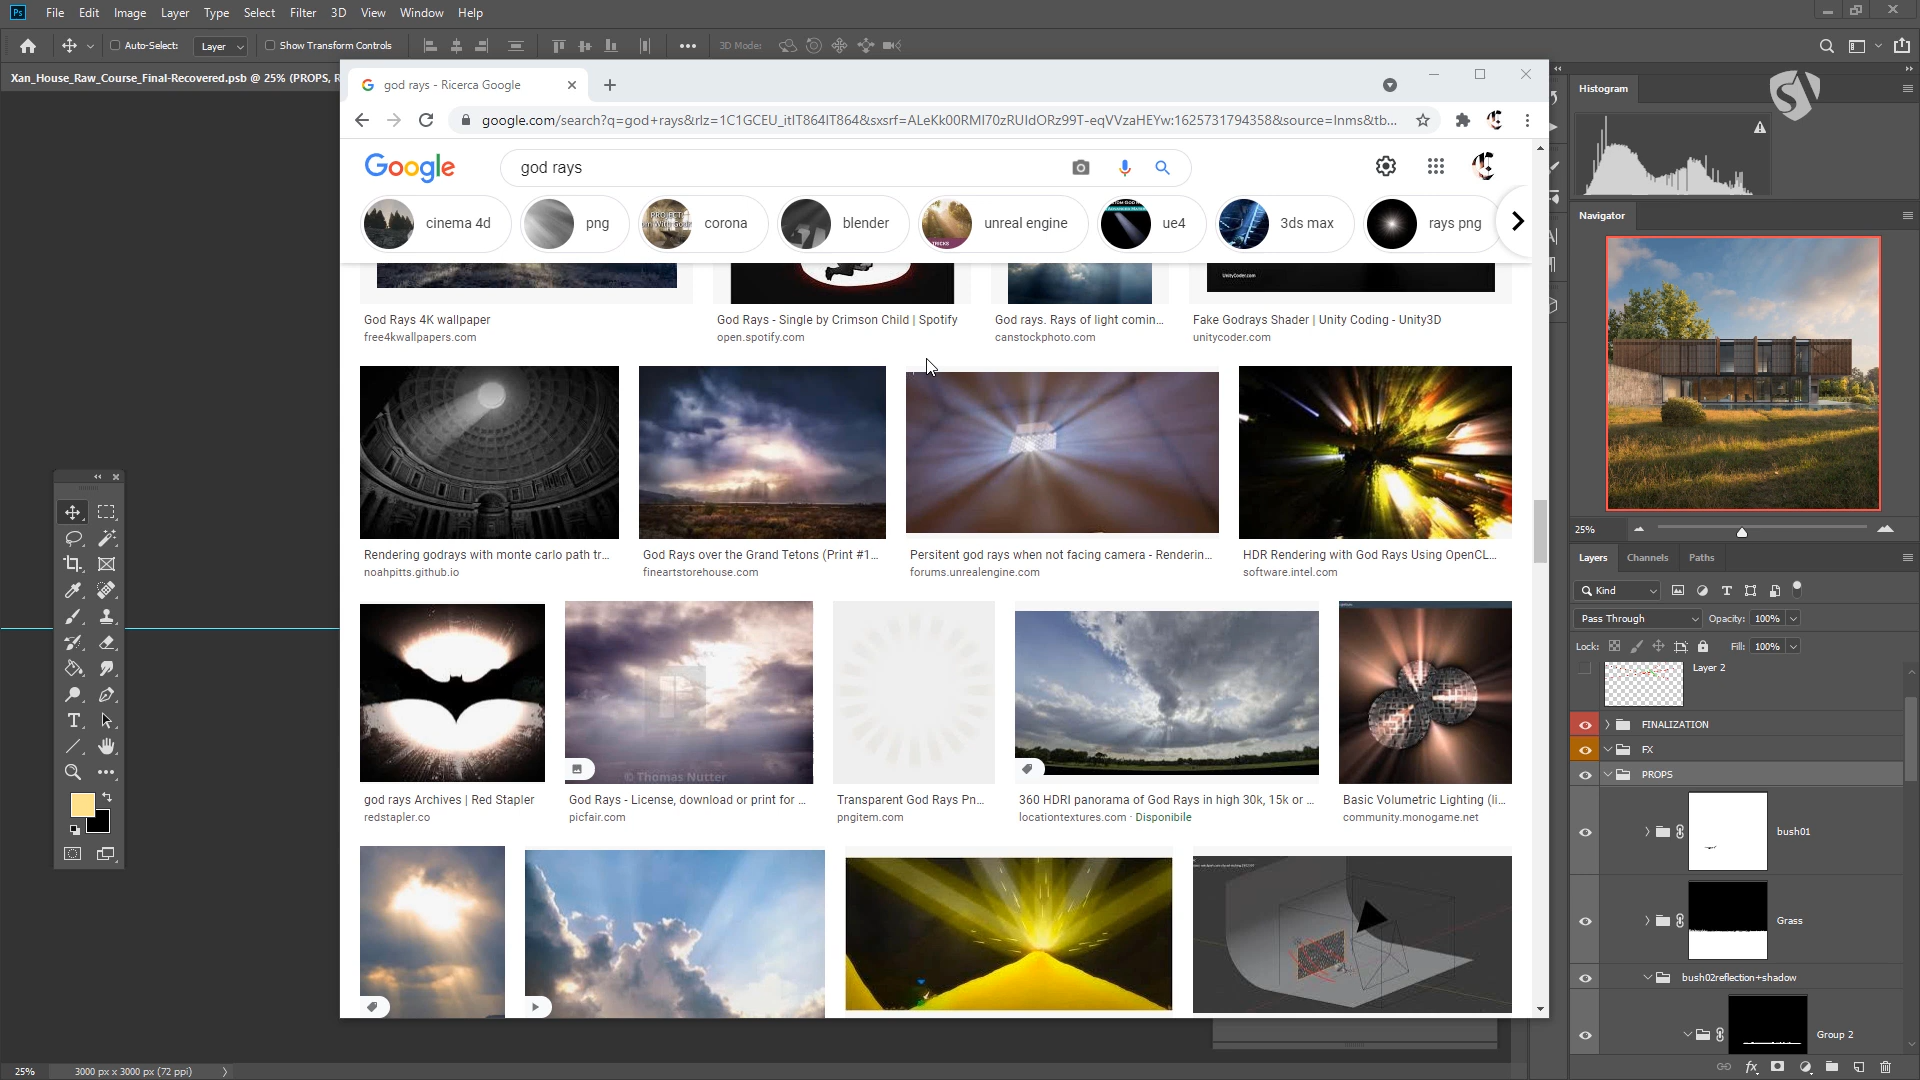 Ps File Edit Image Layer Type Select Filter 3D View Window Help
Auto-Select: Layer Show Transform Controls 3D Mode:
Xan_House_Raw_Course_Final-Recovered.psb @ 25% (PROPS, R
god rays - Ricerca Google
google.com/search?q=god+rays&rlz=1C1GCEU_itIT864IT864&sxsrf=ALeKk00RMI70zRUIdORz99T-eqVVzaHEYw:1625731794358&source=lnms&tb...
Google god rays
cinema 4d png corona blender unreal engine ue4 3ds max rays png
UnityCoder.com
God Rays 4K wallpaper
free4kwallpapers.com
God Rays - Single by Crimson Child | Spotify
open.spotify.com
God rays. Rays of light comin...
canstockphoto.com
Fake Godrays Shader | Unity Coding - Unity3D
unitycoder.com
Rendering godrays with monte carlo path tr...
noahpitts.github.io
God Rays over the Grand Tetons (Print #1...
fineartstorehouse.com
Persitent god rays when not facing camera - Renderin...
forums.unrealengine.com
HDR Rendering with God Rays Using OpenCL...
software.intel.com
© Thomas Nutter
god rays Archives | Red Stapler
redstapler.co
God Rays - License, download or print for ...
picfair.com
Transparent God Rays Pn...
pngitem.com
360 HDRI panorama of God Rays in high 30k, 15k or ...
locationtextures.com · Disponibile
Basic Volumetric Lighting (li...
community.monogame.net
Histogram
Navigator
25%
Layers Channels Paths
Kind
Pass Through Opacity: 100%
Lock: Fill: 100%
Layer 2
FINALIZATION
FX
PROPS
bush01
Grass
bush02reflection+shadow
Group 2
25% 3000 px x 3000 px (72 ppi)